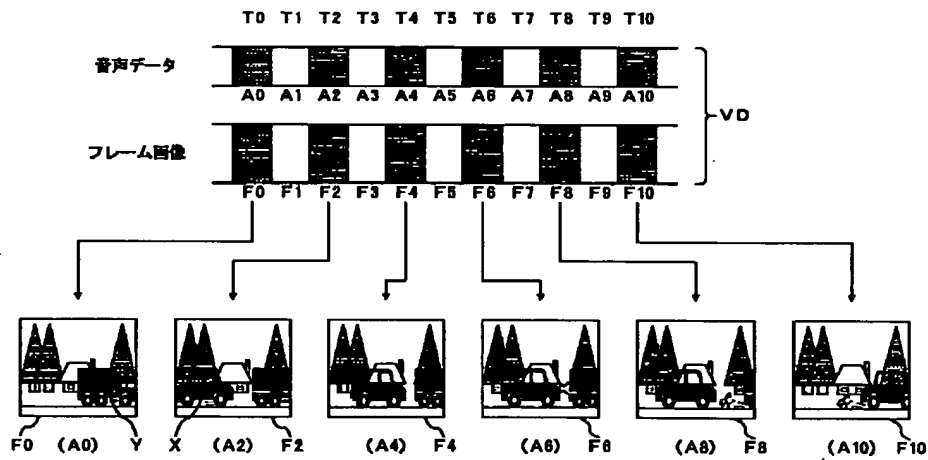 T0 T1 T2 T3 T4 T5 T6 T7 T8 T9 T10
音声データ
A0 A1 A2 A3 A4 A5 A6 A7 A8 A9 A10
VD
フレーム画像
F0 F1 F2 F3 F4 F5 F6 F7 F8 F9 F10
F0 (A0) Y X (A2) F2 (A4) F4 (A6) F6 (A8) F8 (A10) F10